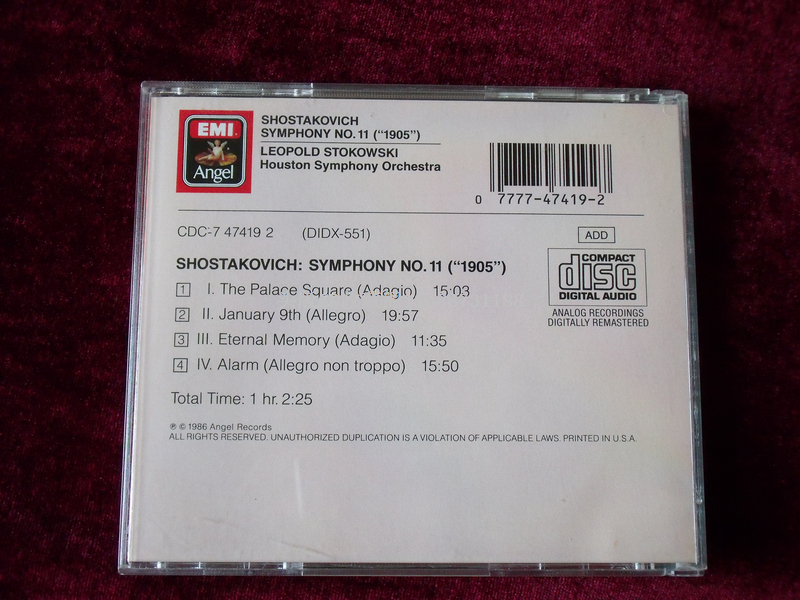 EMI
Angel
SHOSTAKOVICH
SYMPHONY NO. 11 ("1905")
LEOPOLD STOKOWSKI
Houston Symphony Orchestra
0 7777-47419-2
CDC-7 47419 2 (DIDX-551)
ADD
SHOSTAKOVICH: SYMPHONY NO. 11 ("1905")
1 I. The Palace Square (Adagio) 15:03
2 II. January 9th (Allegro) 19:57
3 III. Eternal Memory (Adagio) 11:35
4 IV. Alarm (Allegro non troppo) 15:50
COMPACT
disc
DIGITAL AUDIO
ANALOG RECORDINGS
DIGITALLY REMASTERED
Total Time: 1 hr. 2:25
℗ © 1986 Angel Records
ALL RIGHTS RESERVED. UNAUTHORIZED DUPLICATION IS A VIOLATION OF APPLICABLE LAWS. PRINTED IN U.S.A.